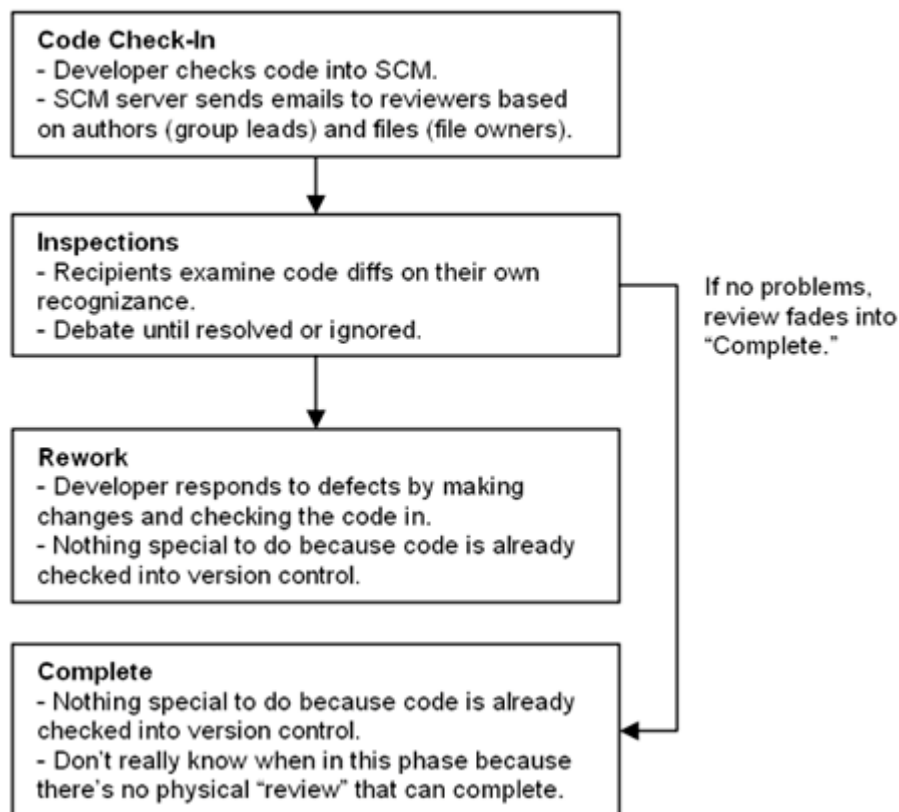 Code Check-In
- Developer checks code into SCM.
- SCM server sends emails to reviewers based
on authors (group leads) and files (file owners).
Inspections
- Recipients examine code diffs on their own
recognizance.
- Debate until resolved or ignored.
If no problems,
review fades into
“Complete.”
Rework
- Developer responds to defects by making
changes and checking the code in.
- Nothing special to do because code is already
checked into version control.
Complete
- Nothing special to do because code is already
checked into version control.
- Don't really know when in this phase because
there's no physical “review” that can complete.